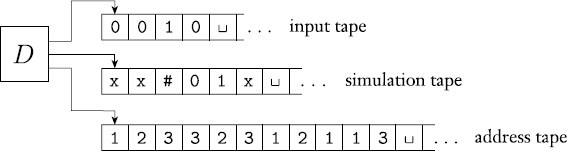 0 0 1 0 ␣ ... input tape
D
x x # 0 1 x ␣ ... simulation tape
1 2 3 3 2 3 1 2 1 1 3 ␣ ... address tape